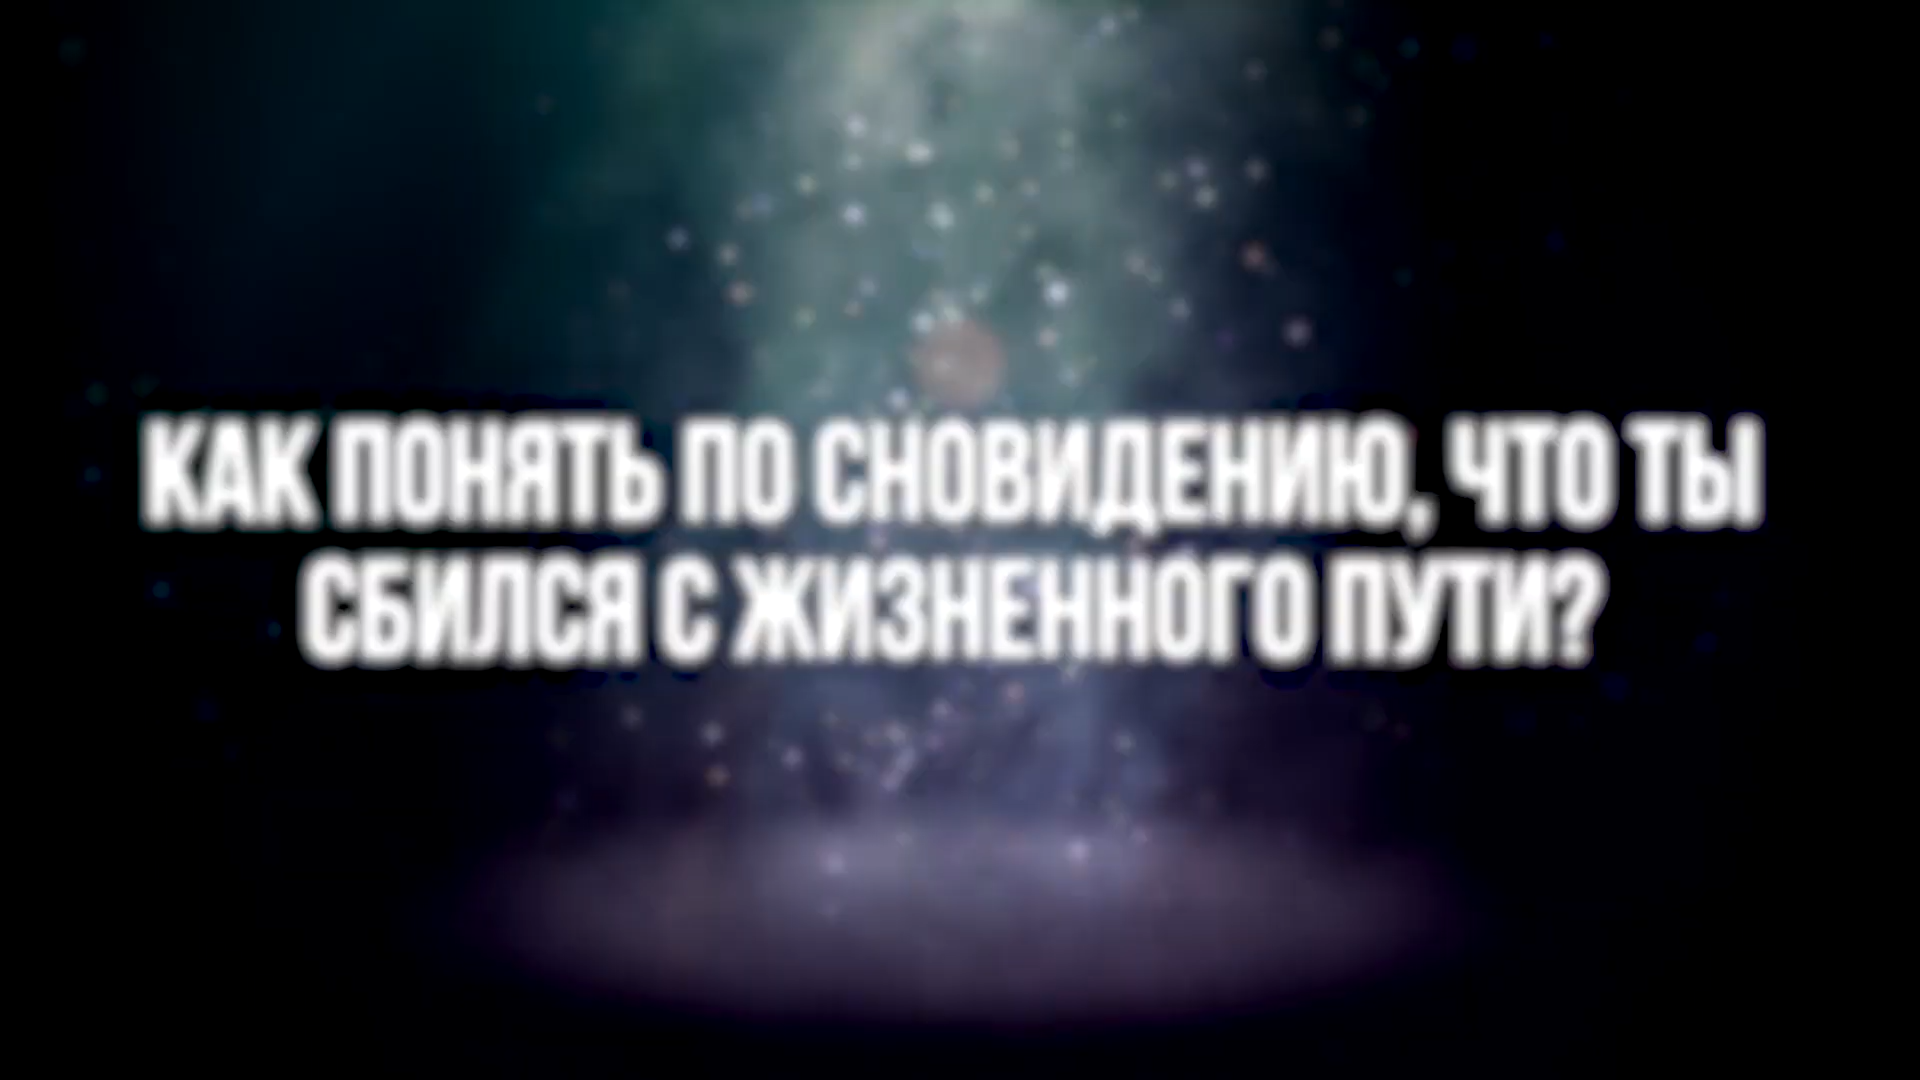 КАК ПОНЯТЬ ПО СНОВИДЕНИЮ, ЧТО ТЫ
СБИЛСЯ С ЖИЗНЕННОГО ПУТИ?